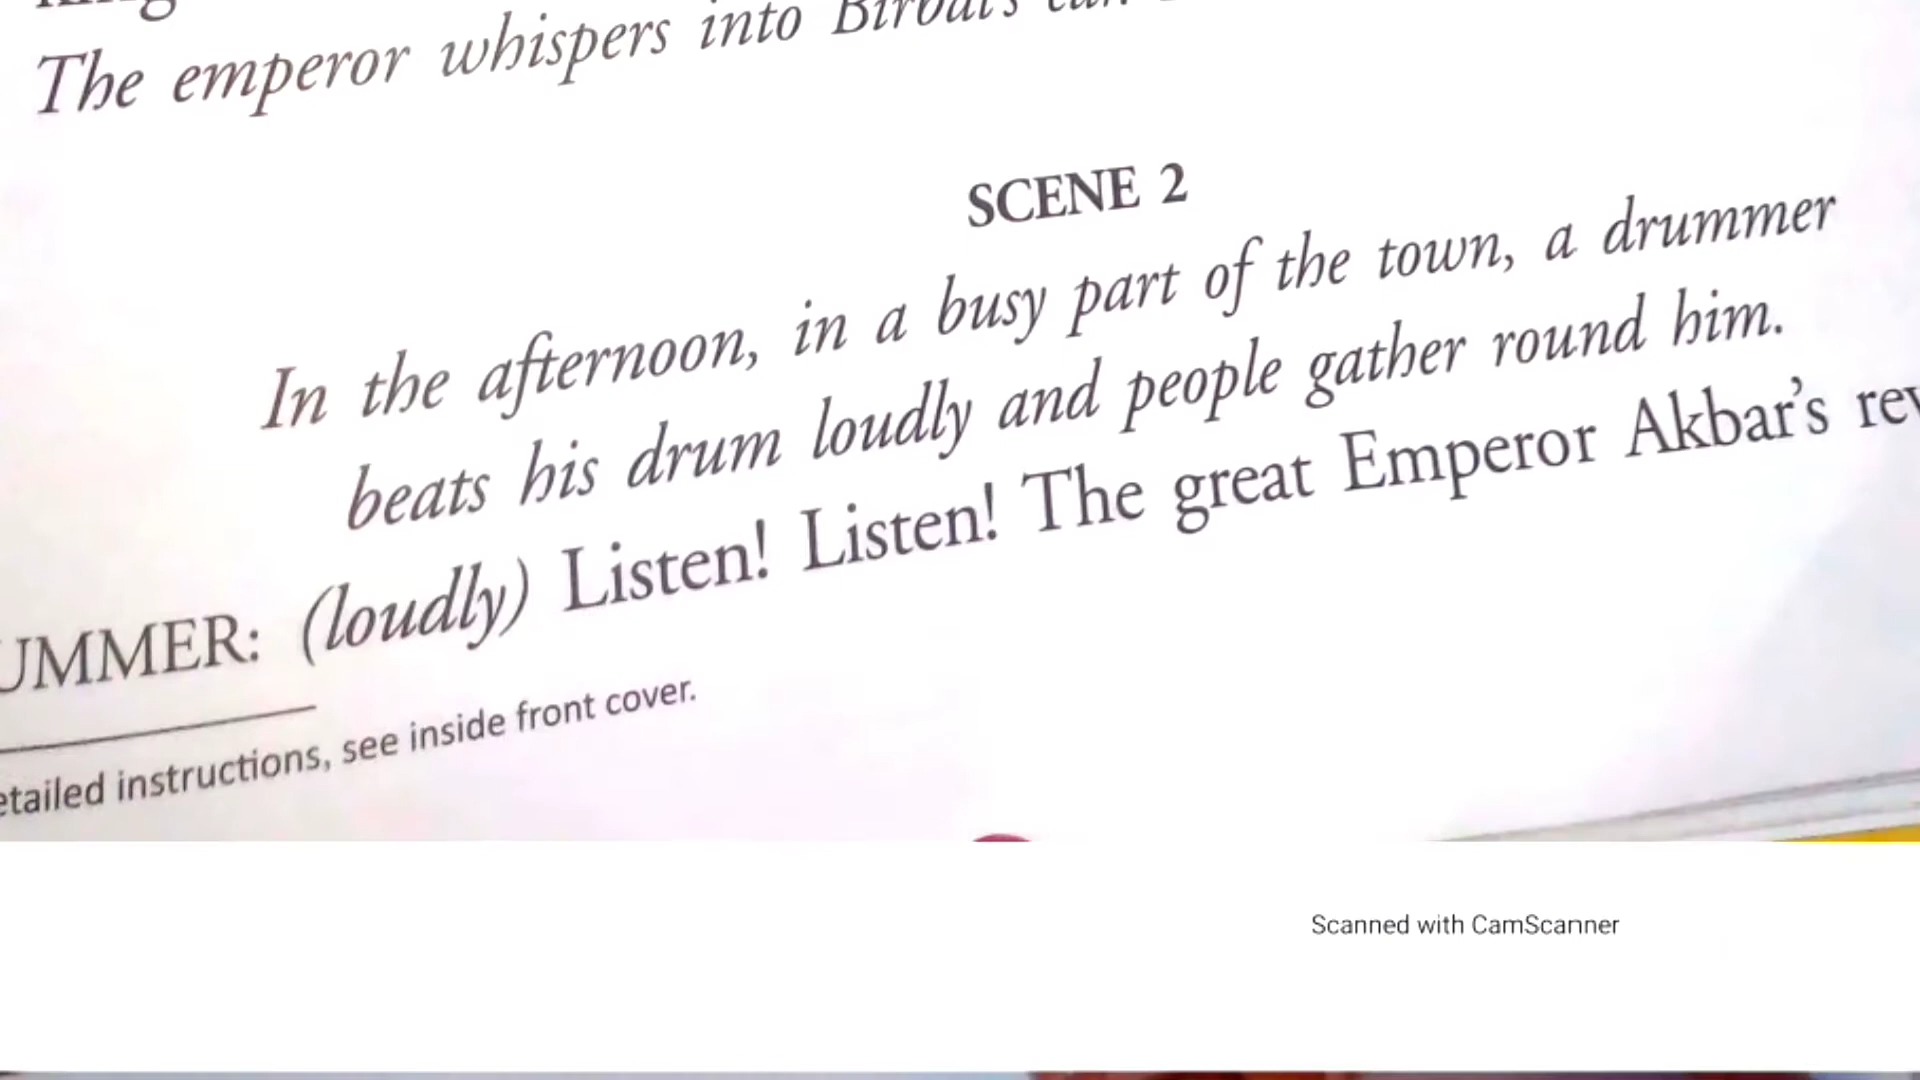 The emperor whispers into Birbal's
SCENE 2
In the afternoon, in a busy part of the town, a drummer
beats his drum loudly and people gather round him.
UMMER: (loudly) Listen! Listen! The great Emperor Akbar's
etailed instructions, see inside front cover.
Scanned with CamScanner